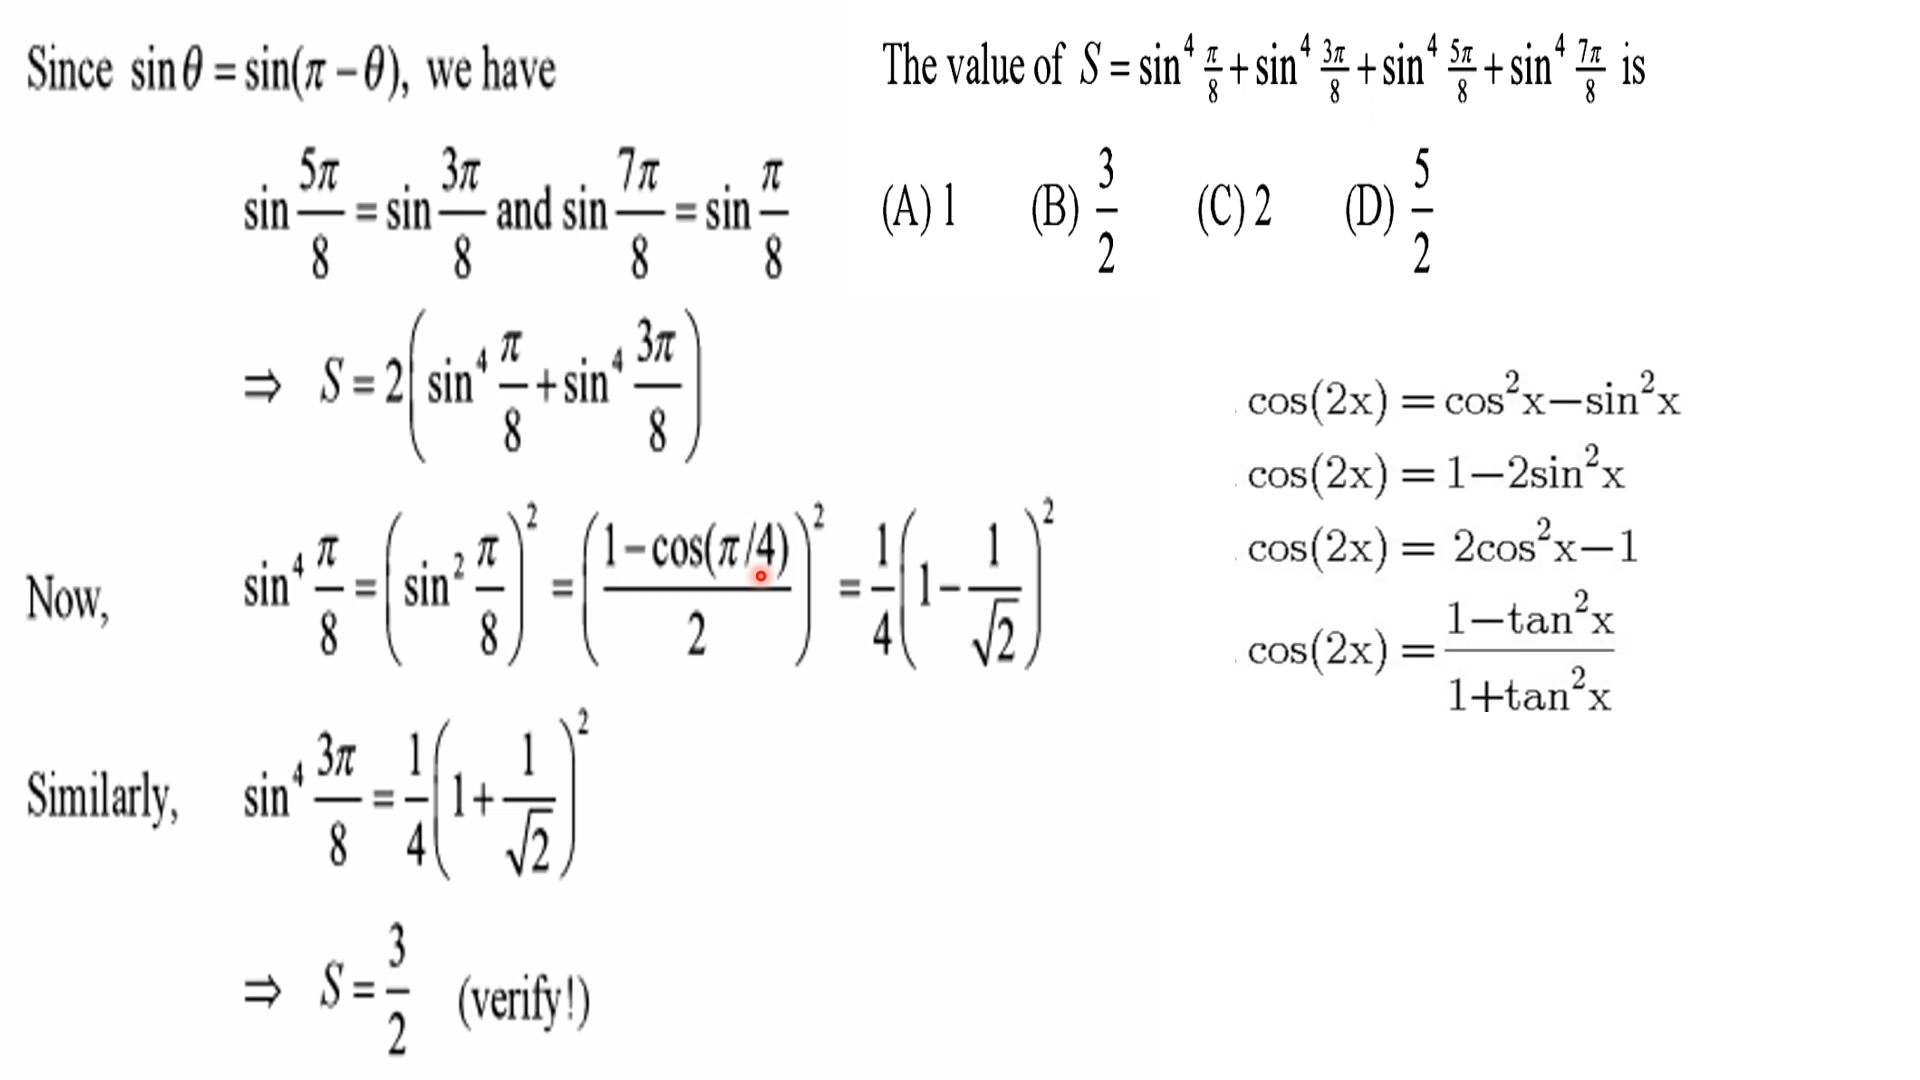 The value of S = sin⁴ π/8 + sin⁴ 3π/8 + sin⁴ 5π/8 + sin⁴ 7π/8 is
(A) 1 (B) 3/2 (C) 2 (D) 5/2
Since sin θ = sin(π − θ), we have
sin 5π/8 = sin 3π/8 and sin 7π/8 = sin π/8
⇒ S = 2(sin⁴ π/8 + sin⁴ 3π/8)
Now, sin⁴ π/8 = (sin² π/8)² = ((1 − cos(π/4))/2)² = 1/4 (1 − 1/√2)²
Similarly, sin⁴ 3π/8 = 1/4 (1 + 1/√2)²
⇒ S = 3/2 (verify!)
cos(2x) = cos²x−sin²x
cos(2x) = 1−2sin²x
cos(2x) = 2cos²x−1
cos(2x) = (1−tan²x)/(1+tan²x)